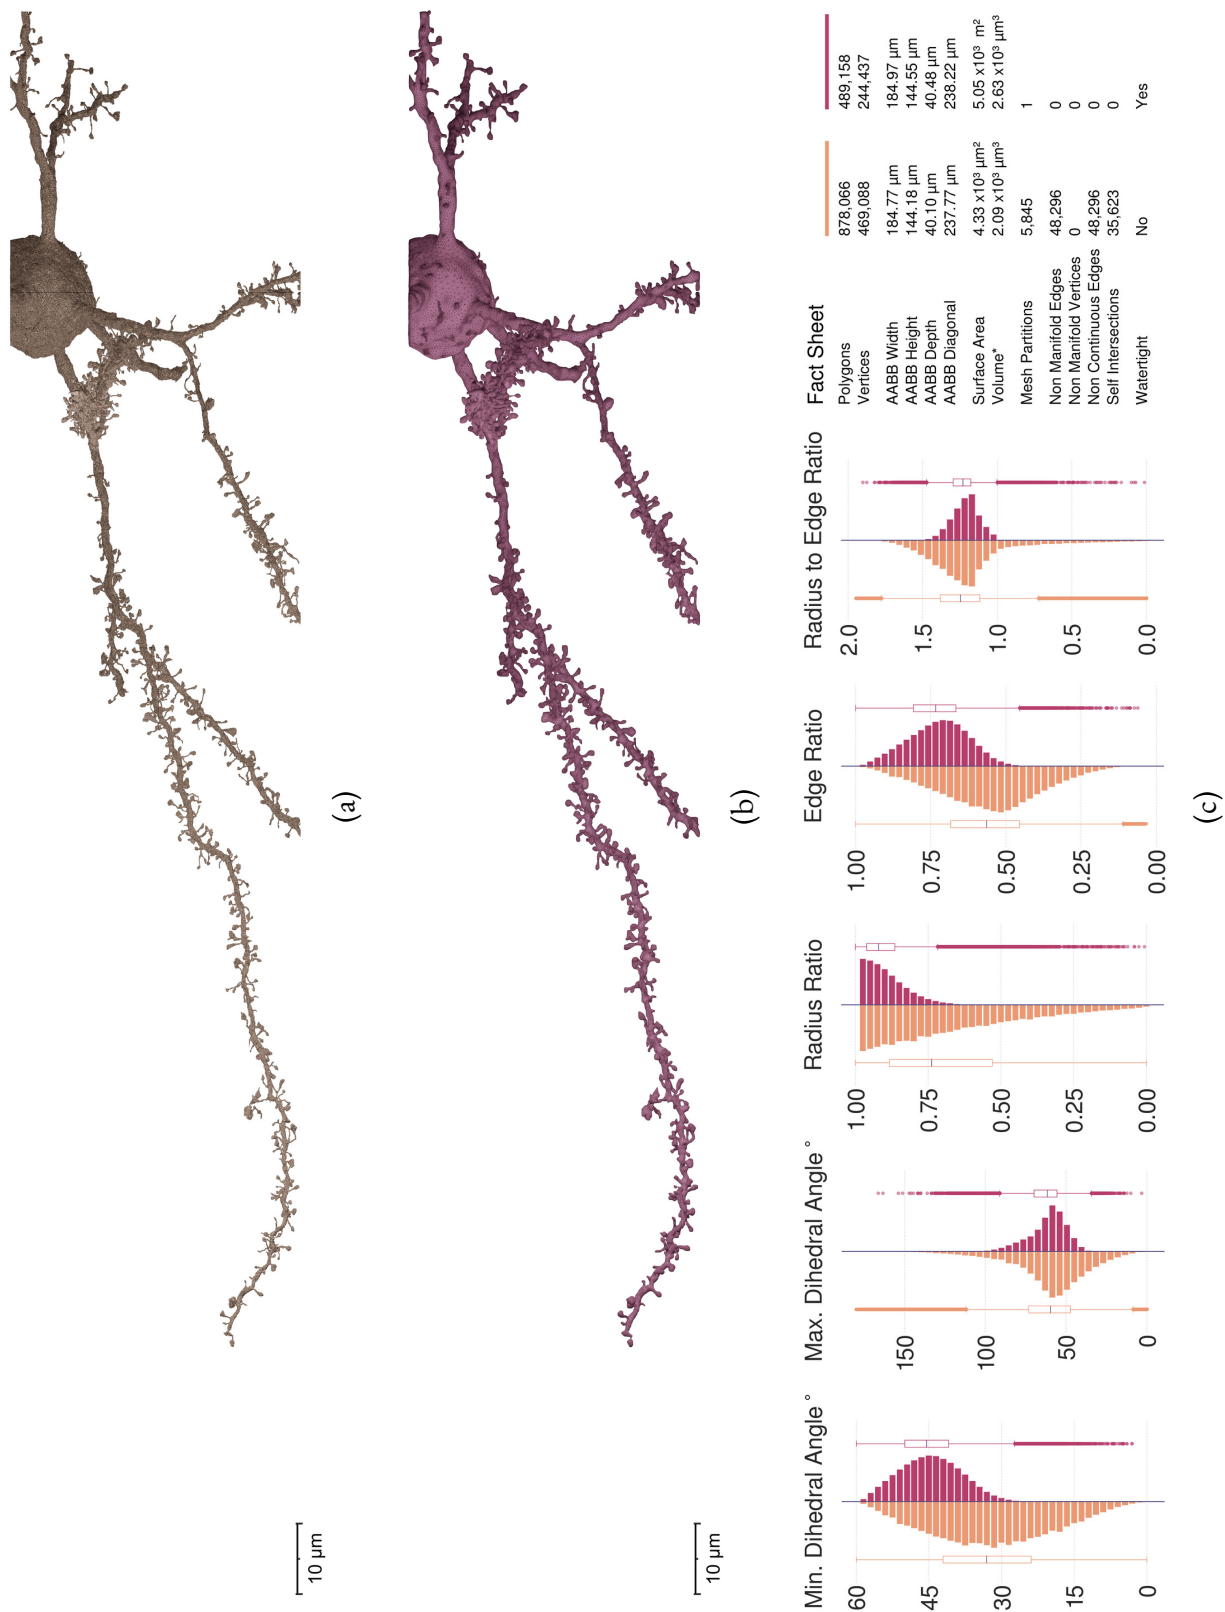 10 µm
(a)
10 µm
(b)
Min. Dihedral Angle °
60
45
30
15
0
Max. Dihedral Angle °
150
100
50
0
Radius Ratio
1.00
0.75
0.50
0.25
0.00
Edge Ratio
1.00
0.75
0.50
0.25
0.00
Radius to Edge Ratio
2.0
1.5
1.0
0.5
0.0
Fact Sheet
Polygons 878,066 489,158
Vertices 469,088 244,437
AABB Width 184.77 µm 184.97 µm
AABB Height 144.18 µm 144.55 µm
AABB Depth 40.10 µm 40.48 µm
AABB Diagonal 237.77 µm 238.22 µm
Surface Area 4.33 x10³ µm² 5.05 x10³ m²
Volume* 2.09 x10³ µm³ 2.63 x10³ µm³
Mesh Partitions 5,845 1
Non Manifold Edges 48,296 0
Non Manifold Vertices 0 0
Non Continuous Edges 48,296 0
Self Intersections 35,623 0
Watertight No Yes
(c)